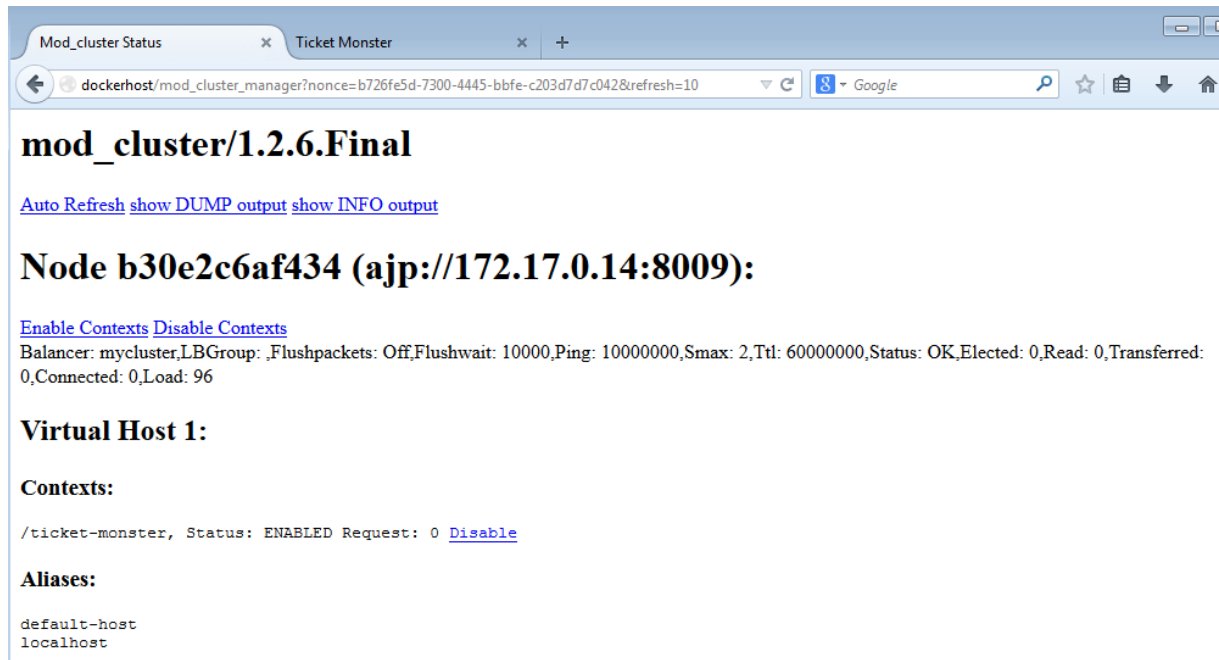 Mod_cluster Status
Ticket Monster
dockerhost/mod_cluster_manager?nonce=b726fe5d-7300-4445-bbfe-c203d7d7c042&refresh=10
8 Google
mod_cluster/1.2.6.Final
Auto Refresh show DUMP output show INFO output
Node b30e2c6af434 (ajp://172.17.0.14:8009):
Enable Contexts Disable Contexts
Balancer: mycluster,LBGroup: ,Flushpackets: Off,Flushwait: 10000,Ping: 10000000,Smax: 2,Ttl: 60000000,Status: OK,Elected: 0,Read: 0,Transferred:
0,Connected: 0,Load: 96
Virtual Host 1:
Contexts:
/ticket-monster, Status: ENABLED Request: 0 Disable
Aliases:
default-host
localhost